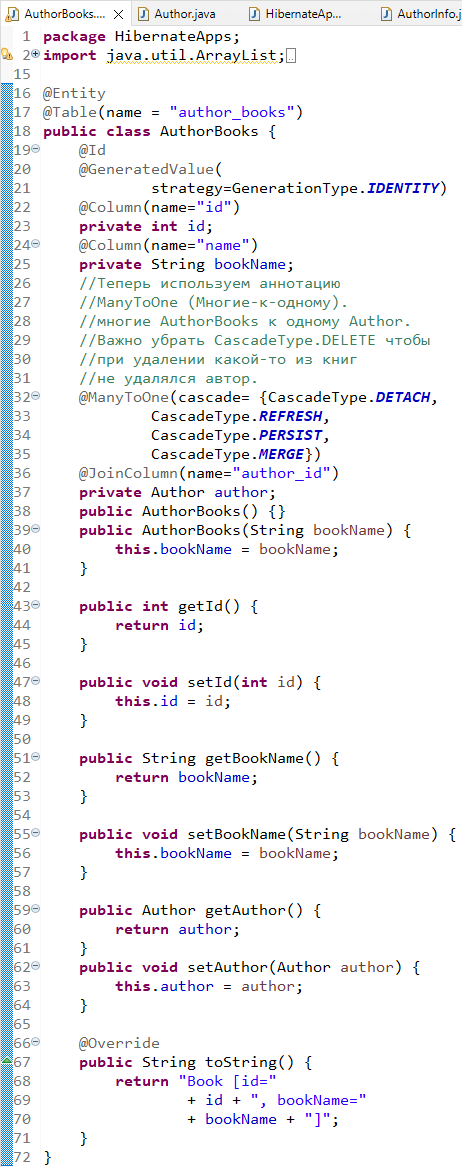 AuthorBooks.... Author.java HibernateAp... AuthorInfo.j
1 package HibernateApps;
2 import java.util.ArrayList;
15
16 @Entity
17 @Table(name = "author_books")
18 public class AuthorBooks {
19 @Id
20 @GeneratedValue(
21 strategy=GenerationType.IDENTITY)
22 @Column(name="id")
23 private int id;
24 @Column(name="name")
25 private String bookName;
26 //Теперь используем аннотацию
27 //ManyToOne (Многие-к-одному).
28 //многие AuthorBooks к одному Author.
29 //Важно убрать CascadeType.DELETE чтобы
30 //при удалении какой-то из книг
31 //не удалялся автор.
32 @ManyToOne(cascade= {CascadeType.DETACH,
33 CascadeType.REFRESH,
34 CascadeType.PERSIST,
35 CascadeType.MERGE})
36 @JoinColumn(name="author_id")
37 private Author author;
38 public AuthorBooks() {}
39 public AuthorBooks(String bookName) {
40 this.bookName = bookName;
41 }
42
43 public int getId() {
44 return id;
45 }
46
47 public void setId(int id) {
48 this.id = id;
49 }
50
51 public String getBookName() {
52 return bookName;
53 }
54
55 public void setBookName(String bookName) {
56 this.bookName = bookName;
57 }
58
59 public Author getAuthor() {
60 return author;
61 }
62 public void setAuthor(Author author) {
63 this.author = author;
64 }
65
66 @Override
67 public String toString() {
68 return "Book [id="
69 + id + ", bookName="
70 + bookName + "]";
71 }
72 }